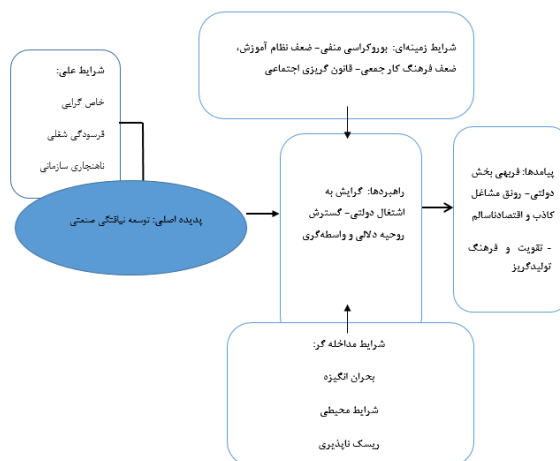 شرایط زمینه‌ای: بوروکراسی منفی- ضعف نظام آموزش،
ضعف فرهنگ کار جمعی- قانون گریزی اجتماعی
شرایط علی:
خاص گرایی
فرسودگی شغلی
ناهنجاری سازمانی
پدیده اصلی: توسعه نیافتگی صنعتی
راهبردها: گرایش به
اشتغال دولتی- گسترش
روحیه دلالی و واسطه‌گری
پیامدها: فربهی بخش
دولتی- رونق مشاغل
کاذب و اقتصادناسالم
- تقویت و فرهنگ
تولیدگریز
شرایط مداخله گر:
بحران انگیزه
شرایط محیطی
ریسک ناپذیری